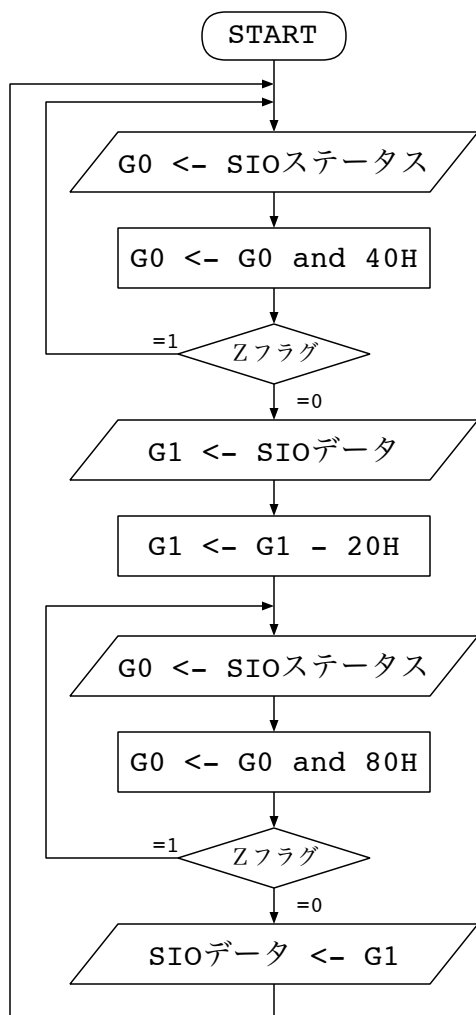 START
G0 <- SIOステータス
G0 <- G0 and 40H
=1
Zフラグ
=0
G1 <- SIOデータ
G1 <- G1 - 20H
G0 <- SIOステータス
G0 <- G0 and 80H
=1
Zフラグ
=0
SIOデータ <- G1